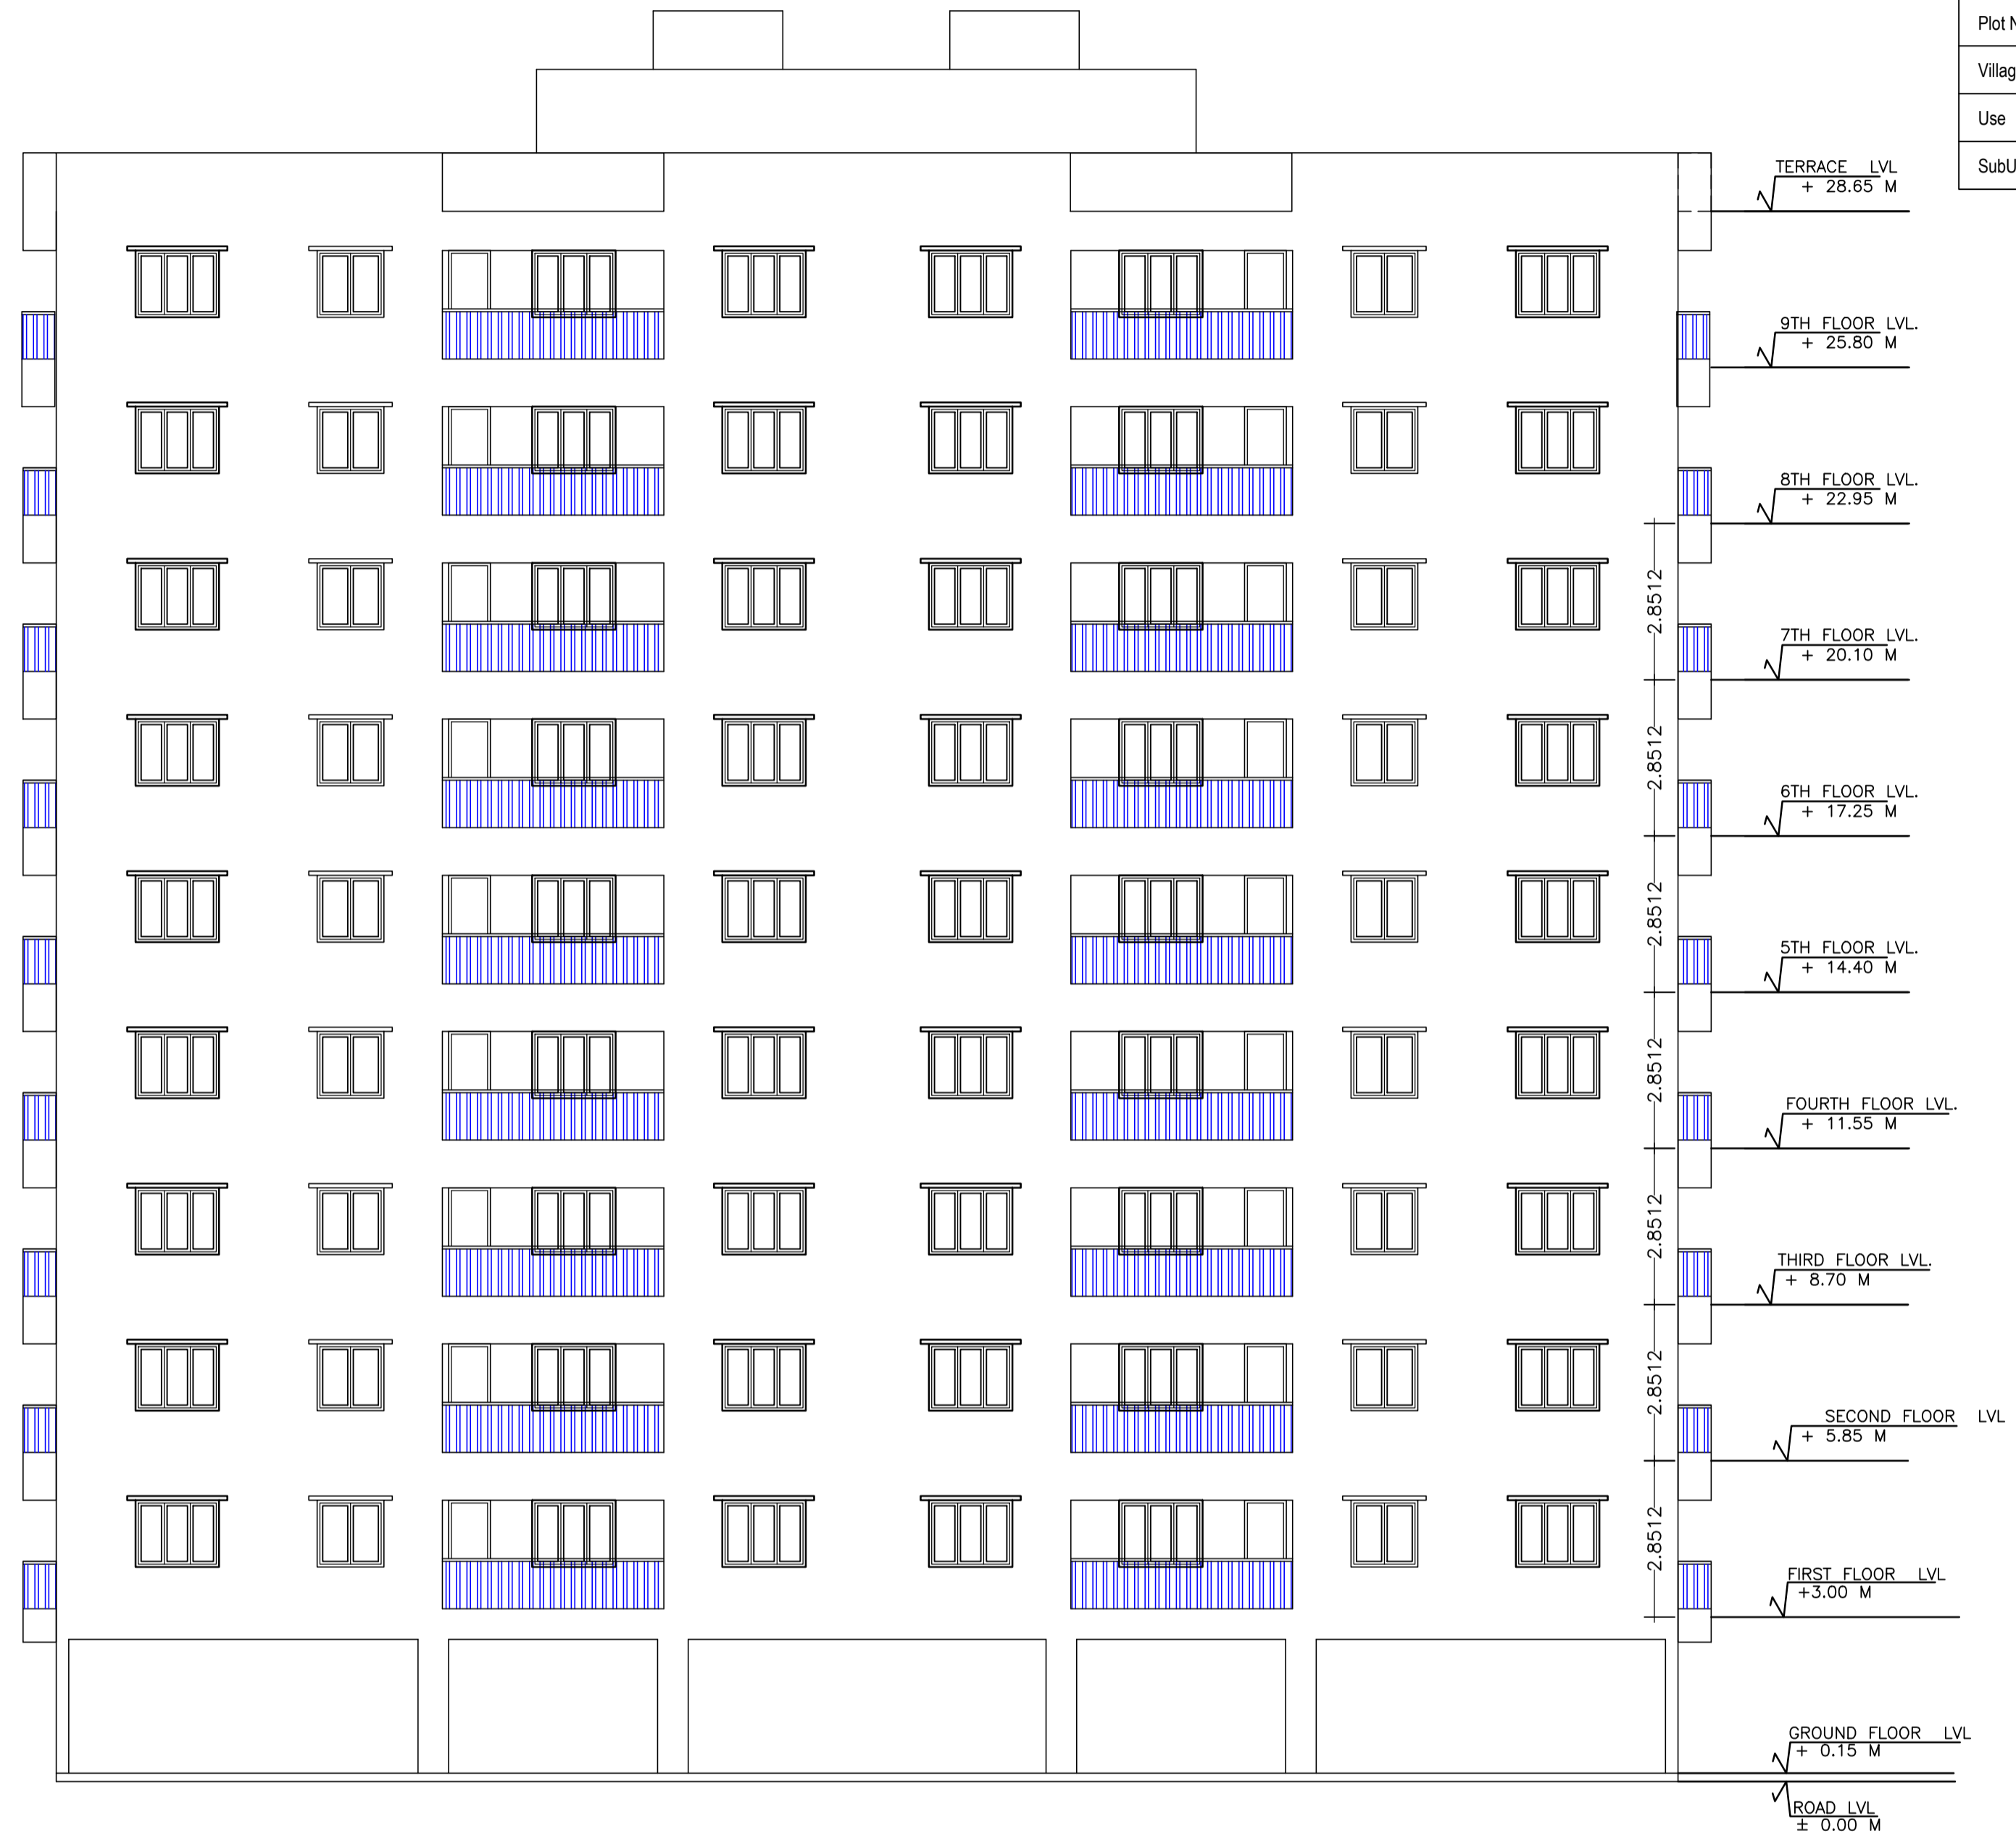 Plot N
Villag
Use
SubU
TERRACE LVL
+ 28.65 M
9TH FLOOR LVL.
+ 25.80 M
8TH FLOOR LVL.
+ 22.95 M
2.8512
7TH FLOOR LVL.
+ 20.10 M
2.8512
6TH FLOOR LVL.
+ 17.25 M
2.8512
5TH FLOOR LVL.
+ 14.40 M
2.8512
FOURTH FLOOR LVL.
+ 11.55 M
2.8512
THIRD FLOOR LVL.
+ 8.70 M
2.8512
SECOND FLOOR LVL
+ 5.85 M
2.8512
FIRST FLOOR LVL
+3.00 M
GROUND FLOOR LVL
+ 0.15 M
ROAD LVL
± 0.00 M